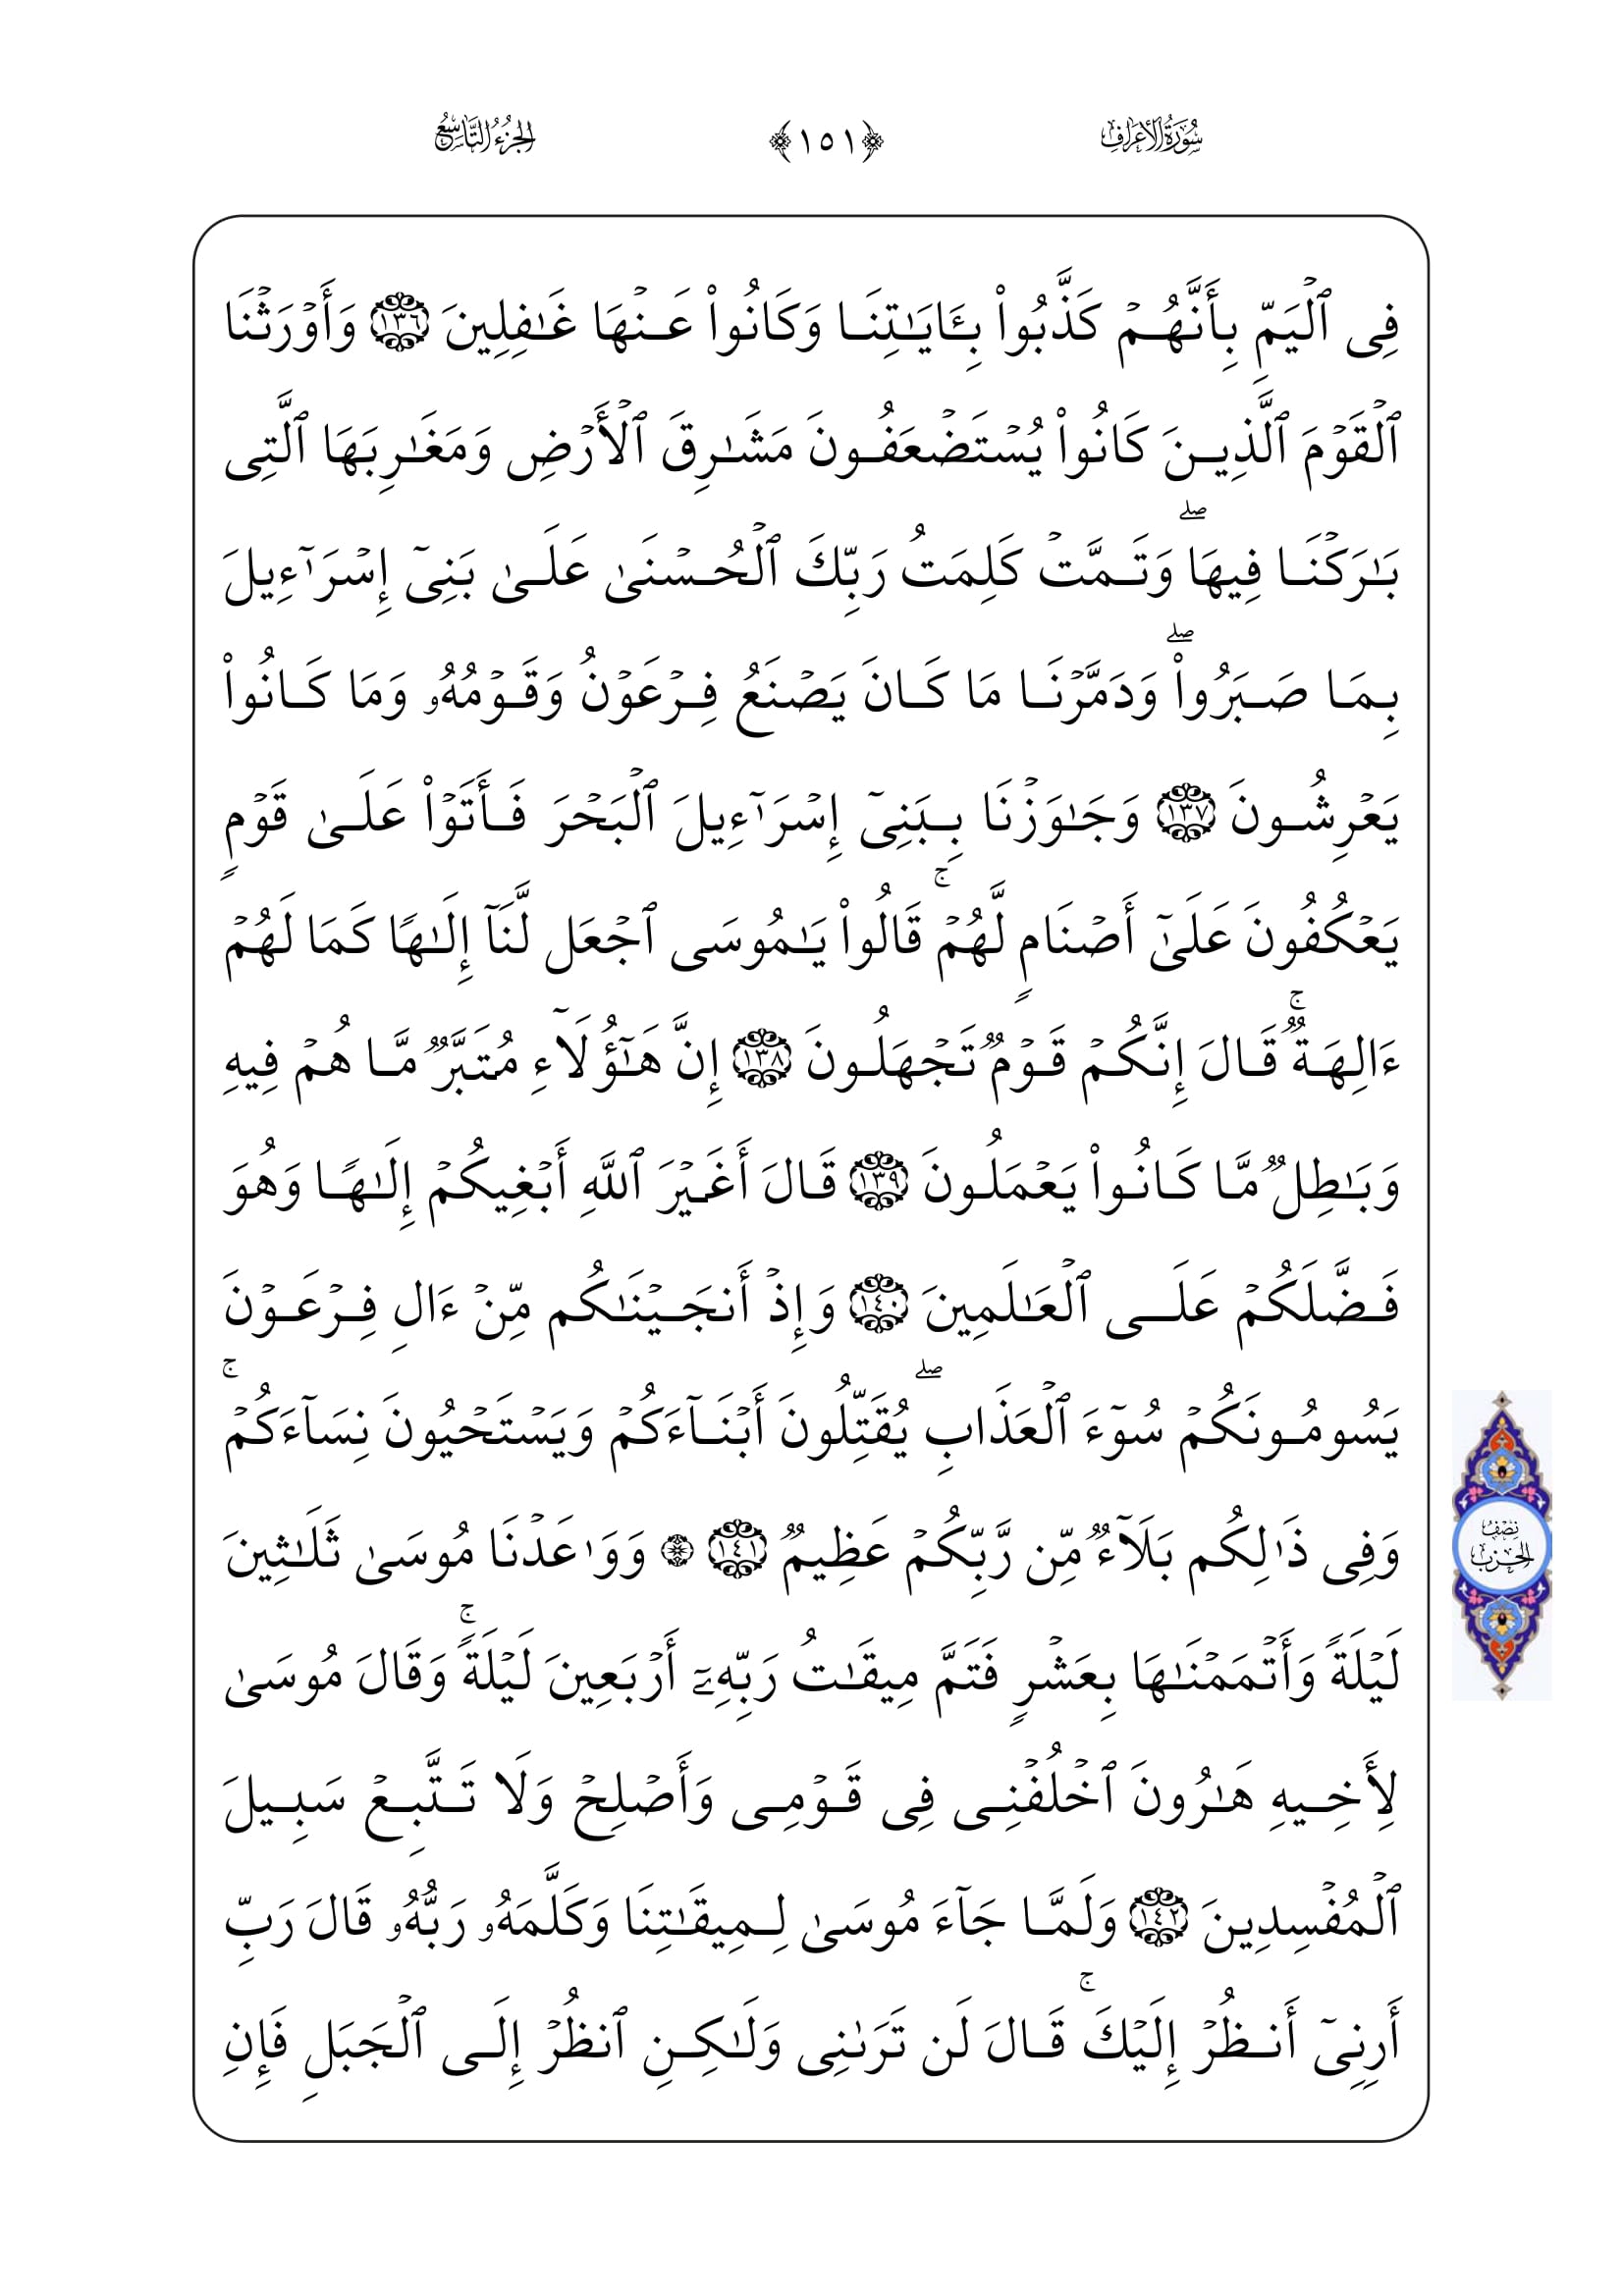 سُورَةُ الأَعرَافِ ﴿١٥١﴾ الجُزءُ التَّاسِعُ
فِى ٱلۡيَمِّ بِأَنَّهُمۡ كَذَّبُواْ بِـَٔايَٰتِنَا وَكَانُواْ عَنۡهَا غَٰفِلِينَ ١٣٦ وَأَوۡرَثۡنَا
ٱلۡقَوۡمَ ٱلَّذِينَ كَانُواْ يُسۡتَضۡعَفُونَ مَشَٰرِقَ ٱلۡأَرۡضِ وَمَغَٰرِبَهَا ٱلَّتِى
بَٰرَكۡنَا فِيهَاۖ وَتَمَّتۡ كَلِمَتُ رَبِّكَ ٱلۡحُسۡنَىٰ عَلَىٰ بَنِىٓ إِسۡرَٰٓءِيلَ
بِمَا صَبَرُواْۖ وَدَمَّرۡنَا مَا كَانَ يَصۡنَعُ فِرۡعَوۡنُ وَقَوۡمُهُۥ وَمَا كَانُواْ
يَعۡرِشُونَ ١٣٧ وَجَٰوَزۡنَا بِبَنِىٓ إِسۡرَٰٓءِيلَ ٱلۡبَحۡرَ فَأَتَوۡاْ عَلَىٰ قَوۡمٍ
يَعۡكُفُونَ عَلَىٰٓ أَصۡنَامٍ لَّهُمۡۚ قَالُواْ يَٰمُوسَى ٱجۡعَل لَّنَآ إِلَٰهًا كَمَا لَهُمۡ
ءَالِهَةٌۚ قَالَ إِنَّكُمۡ قَوۡمٌ تَجۡهَلُونَ ١٣٨ إِنَّ هَٰٓؤُلَآءِ مُتَبَّرٌ مَّا هُمۡ فِيهِ
وَبَٰطِلٌ مَّا كَانُواْ يَعۡمَلُونَ ١٣٩ قَالَ أَغَيۡرَ ٱللَّهِ أَبۡغِيكُمۡ إِلَٰهًا وَهُوَ
فَضَّلَكُمۡ عَلَى ٱلۡعَٰلَمِينَ ١٤٠ وَإِذۡ أَنجَيۡنَٰكُم مِّنۡ ءَالِ فِرۡعَوۡنَ
يَسُومُونَكُمۡ سُوٓءَ ٱلۡعَذَابِۖ يُقَتِّلُونَ أَبۡنَآءَكُمۡ وَيَسۡتَحۡيُونَ نِسَآءَكُمۡۚ
وَفِى ذَٰلِكُم بَلَآءٌ مِّن رَّبِّكُمۡ عَظِيمٌ ١٤١ ۞ وَوَٰعَدۡنَا مُوسَىٰ ثَلَٰثِينَ
نِصْفُ
الحِزْبِ
لَيۡلَةً وَأَتۡمَمۡنَٰهَا بِعَشۡرٍ فَتَمَّ مِيقَٰتُ رَبِّهِۦٓ أَرۡبَعِينَ لَيۡلَةًۚ وَقَالَ مُوسَىٰ
لِأَخِيهِ هَٰرُونَ ٱخۡلُفۡنِى فِى قَوۡمِى وَأَصۡلِحۡ وَلَا تَتَّبِعۡ سَبِيلَ
ٱلۡمُفۡسِدِينَ ١٤٢ وَلَمَّا جَآءَ مُوسَىٰ لِمِيقَٰتِنَا وَكَلَّمَهُۥ رَبُّهُۥ قَالَ رَبِّ
أَرِنِىٓ أَنظُرۡ إِلَيۡكَۚ قَالَ لَن تَرَىٰنِى وَلَٰكِنِ ٱنظُرۡ إِلَى ٱلۡجَبَلِ فَإِنِ